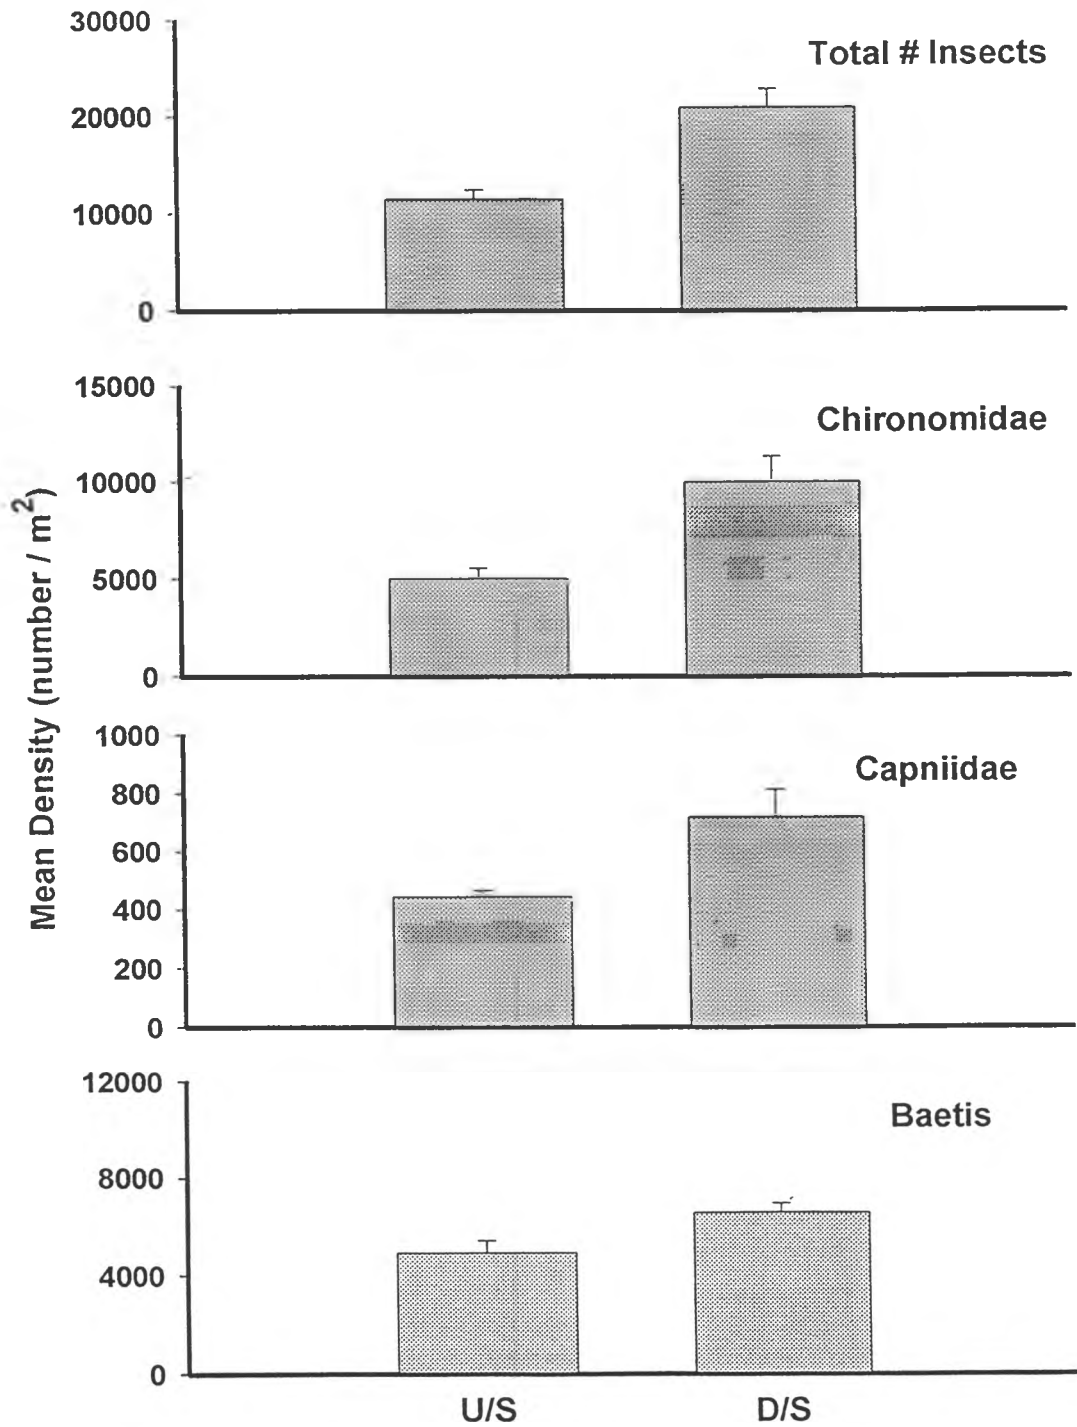 Mean Density (number / m²)
30000
20000
10000
0
Total # Insects
15000
10000
5000
0
Chironomidae
1000
800
600
400
200
0
Capniidae
12000
8000
4000
0
Baetis
U/S
D/S